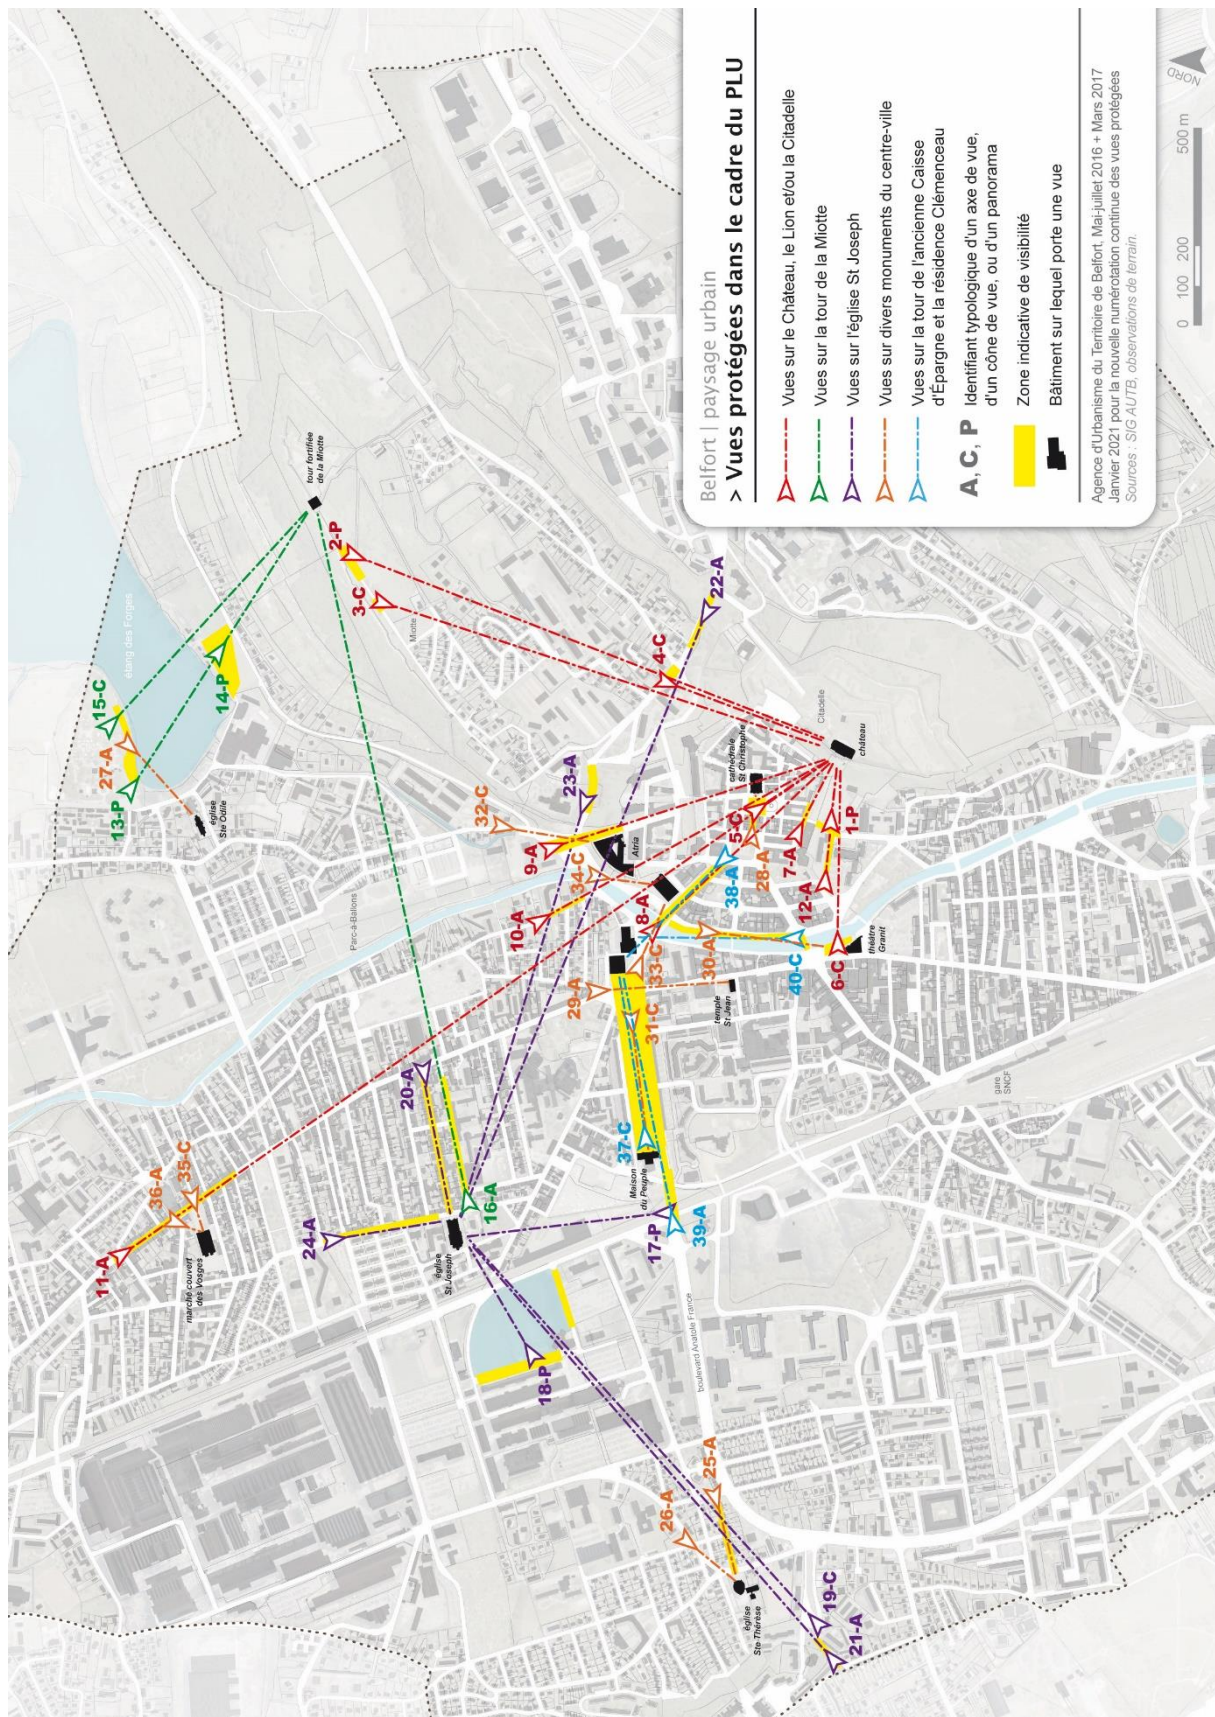 Belfort | paysage urbain
> Vues protégées dans le cadre du PLU
Vues sur le Château, le Lion et/ou la Citadelle
Vues sur la tour de la Miotte
Vues sur l'église St Joseph
Vues sur divers monuments du centre-ville
Vues sur la tour de l'ancienne Caisse
d'Épargne et la résidence Clémenceau
A, C, P
Identifiant typologique d'un axe de vue,
d'un cône de vue, ou d'un panorama
Zone indicative de visibilité
Bâtiment sur lequel porte une vue
Agence d'Urbanisme du Territoire de Belfort, Mai-juillet 2016 + Mars 2017
Janvier 2021 pour la nouvelle numérotation continue des vues protégées
Sources : SIG AUTB, observations de terrain.
0 100 200 500 m
NORD
11-A
36-A
35-C
marché couvert
des Vosges
24-A
20-A
16-A
église
St Joseph
18-P
17-P
39-A
37-C
Maison
du Peuple
boulevard Anatole France
25-A
26-A
église
Ste-Thérèse
19-C
21-A
13-P
27-A
15-C
étang des Forges
14-P
église
Ste Odile
Parc-à-Ballons
tour fortifiée
de la Miotte
2-P
3-C
Miotte
4-C
22-A
23-A
32-C
9-A
Atria
34-C
10-A
8-A
33-C
29-A
31-C
30-A
38-A
28-A
5-C
cathédrale
St Christophe
Citadelle
château
7-A
1-P
12-A
6-C
40-C
théâtre
Granit
temple
St Jean
gare
SNCF